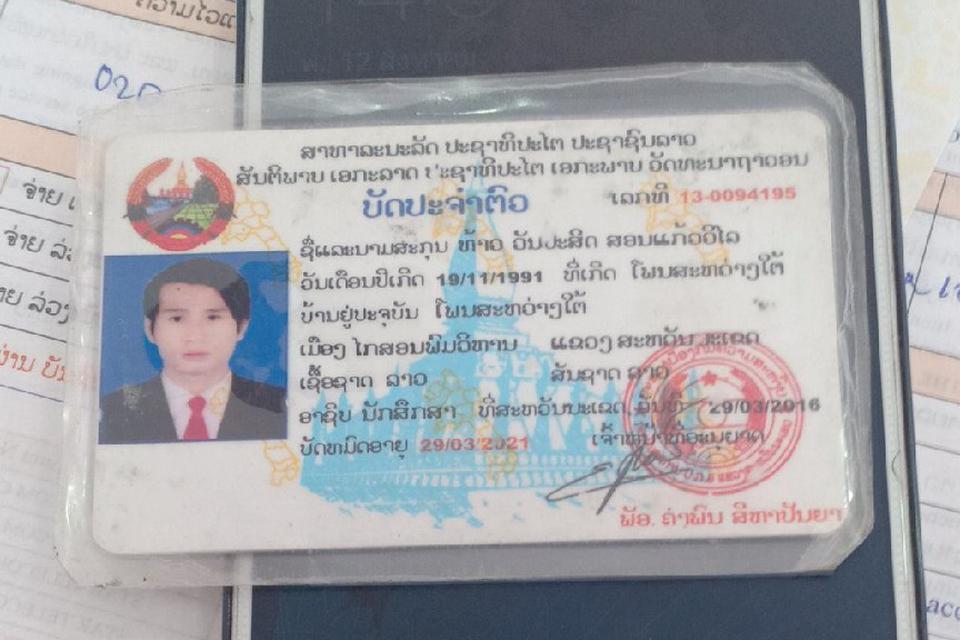 ຄວາມໄວ
020
ຈ່າຍ
ຈ່າຍ ລ່
ລ່ວງ
ຜ່ານ
12
ສາທາລະນະລັດ ປະຊາທິປະໄຕ ປະຊາຊົນລາວ
ສັນຕິພາບ ເອກະລາດ ປະຊາທິປະໄຕ ເອກະພາບ ວັດທະນາຖາວອນ
ບັດປະຈຳຕົວ
ເລກທີ 13-0094195
ຊື່ແລະນາມສະກຸນ ທ້າວ ວັນປະສິດ ສອນແກ້ວວິໄລ
ວັນເດືອນປີເກີດ 19/11/1991 ທີ່ເກີດ ໂພນສະຫວ່າງໃຕ້
ບ້ານຢູ່ປະຈຸບັນ ໂພນສະຫວ່າງໃຕ້
ເມືອງ ໄກສອນພົມວິຫານ ແຂວງ ສະຫວັນນະເຂດ
ເຊື້ອຊາດ ລາວ ສັນຊາດ ລາວ
ອາຊີບ ນັກສຶກສາ ທີ່ສະຫວັນນະເຂດ, ວັນທີ 29/03/2016
ບັດຫມົດອາຍຸ 29/03/2021 ເຈົ້າຫນ້າທີ່ອະນຸຍາດ
ພັອ. ຄຳພົນ ສີຫາປັນຍາ